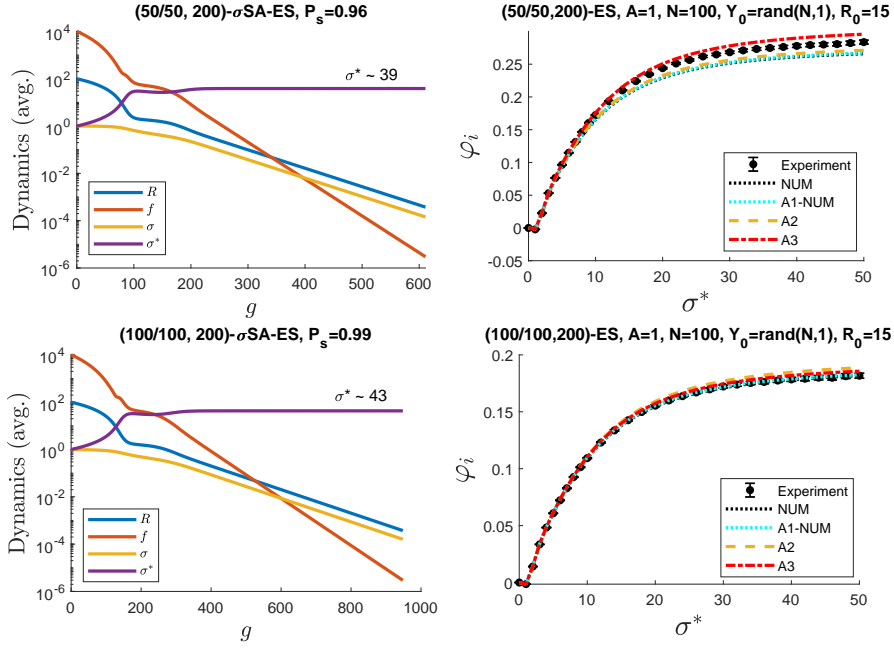 (50/50, 200)-σSA-ES, P_s=0.96
10^4
10^2
10^0
10^-2
10^-4
10^-6
Dynamics (avg.)
σ* ~ 39
R
f
σ
σ*
0
100
200
300
400
500
600
g
(50/50,200)-ES, A=1, N=100, Y_0=rand(N,1), R_0=15
0.25
0.2
0.15
0.1
0.05
0
-0.05
φ_i
Experiment
NUM
A1-NUM
A2
A3
0
10
20
30
40
50
σ*
(100/100, 200)-σSA-ES, P_s=0.99
10^4
10^2
10^0
10^-2
10^-4
10^-6
Dynamics (avg.)
σ* ~ 43
R
f
σ
σ*
0
200
400
600
800
1000
g
(100/100,200)-ES, A=1, N=100, Y_0=rand(N,1), R_0=15
0.2
0.15
0.1
0.05
0
φ_i
Experiment
NUM
A1-NUM
A2
A3
0
10
20
30
40
50
σ*